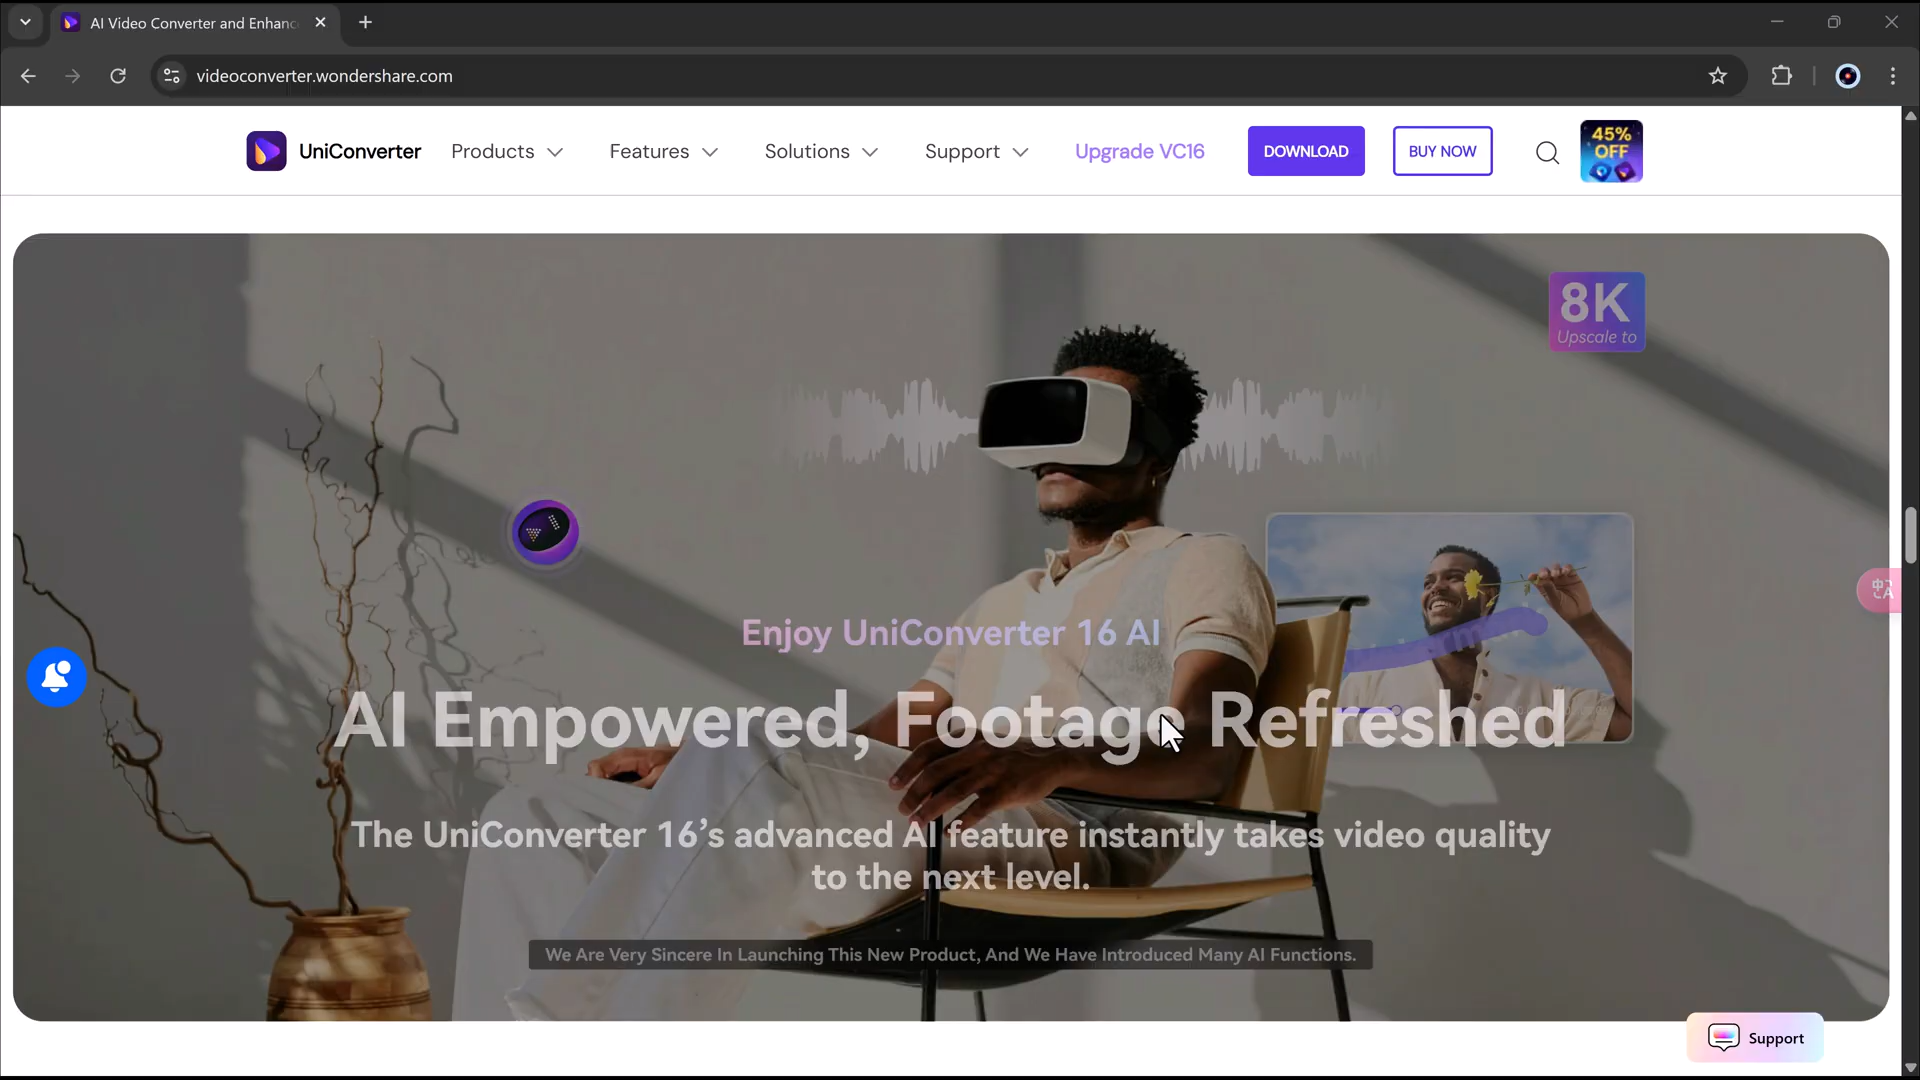 AI Video Converter and Enhanc
videoconverter.wondershare.com
UniConverter
Products
Features
Solutions
Support
Upgrade VC16
DOWNLOAD
BUY NOW
45%
OFF
8K
Upscale to
Enjoy UniConverter 16 AI
AI Empowered, Footage Refreshed
The UniConverter 16’s advanced AI feature instantly takes video quality
to the next level.
We Are Very Sincere In Launching This New Product, And We Have Introduced Many AI Functions.
中
A
Support